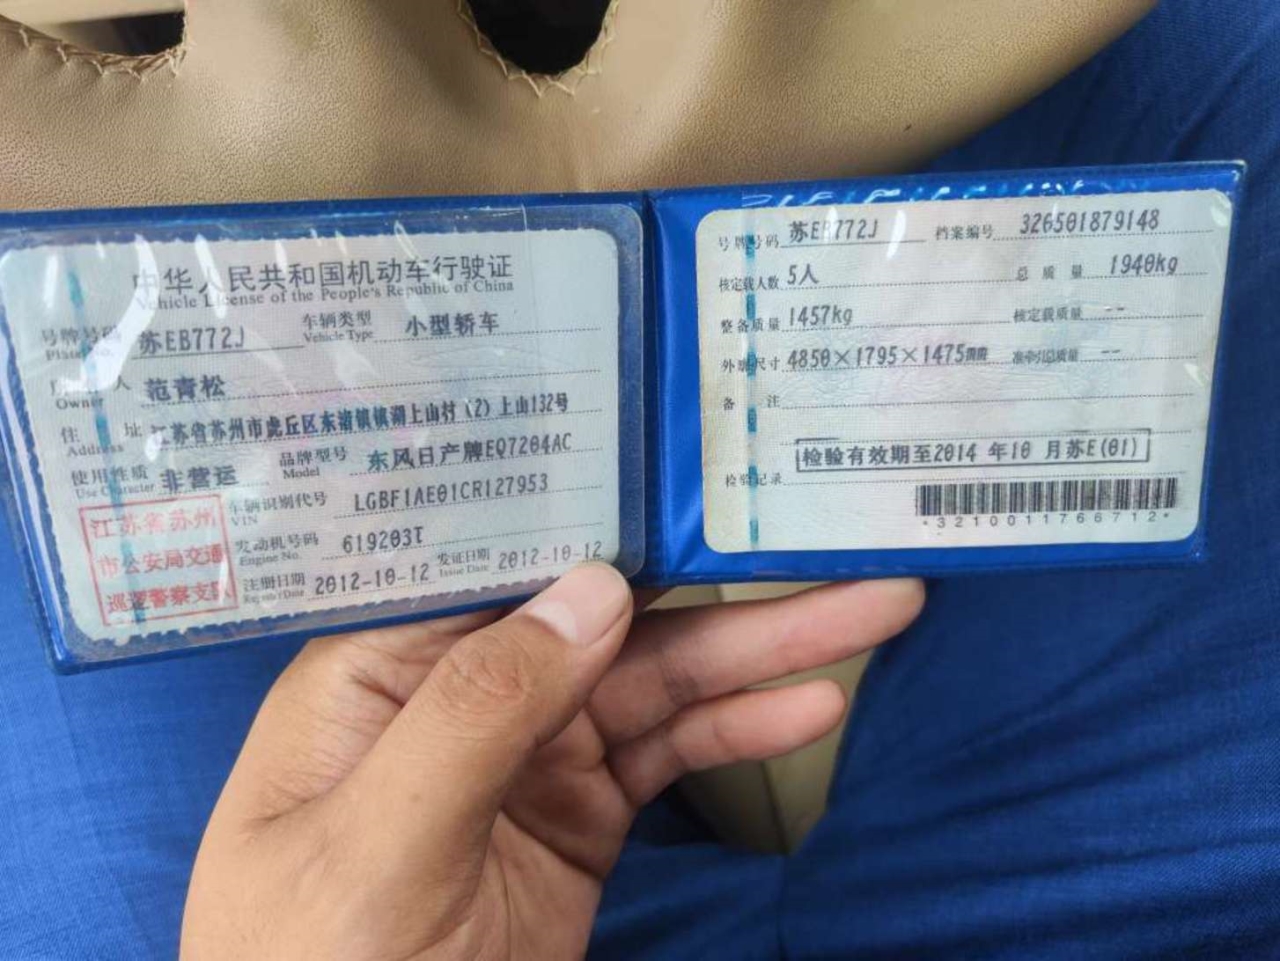 中华人民共和国机动车行驶证
Vehicle License of the People's Republic of China
号牌号码 苏EB772J 车辆类型 小型轿车
Plate No. Vehicle Type
所有人 范青松
Owner
住 址 江苏省苏州市虎丘区东渚镇镇湖上山村(2)上山132号
Address
使用性质 非营运 品牌型号 东风日产牌EQ7204AC
Use Character Model
江苏省苏州
市公安局交通
巡逻警察支队
车辆识别代号 LGBF1AE01CR127953
VIN
发动机号码 619203T
Engine No.
注册日期 2012-10-12 发证日期 2012-10-12
Register Date Issue Date
号牌号码 苏EB772J 档案编号 326501879148
核定载人数 5人 总 质 量 1940kg
整备质量 1457kg 核定载质量 --
外廓尺寸 4850×1795×1475mm 准牵引总质量 --
备 注
检验有效期至2014 年10 月苏E(01)
检验记录
*3210011766712*